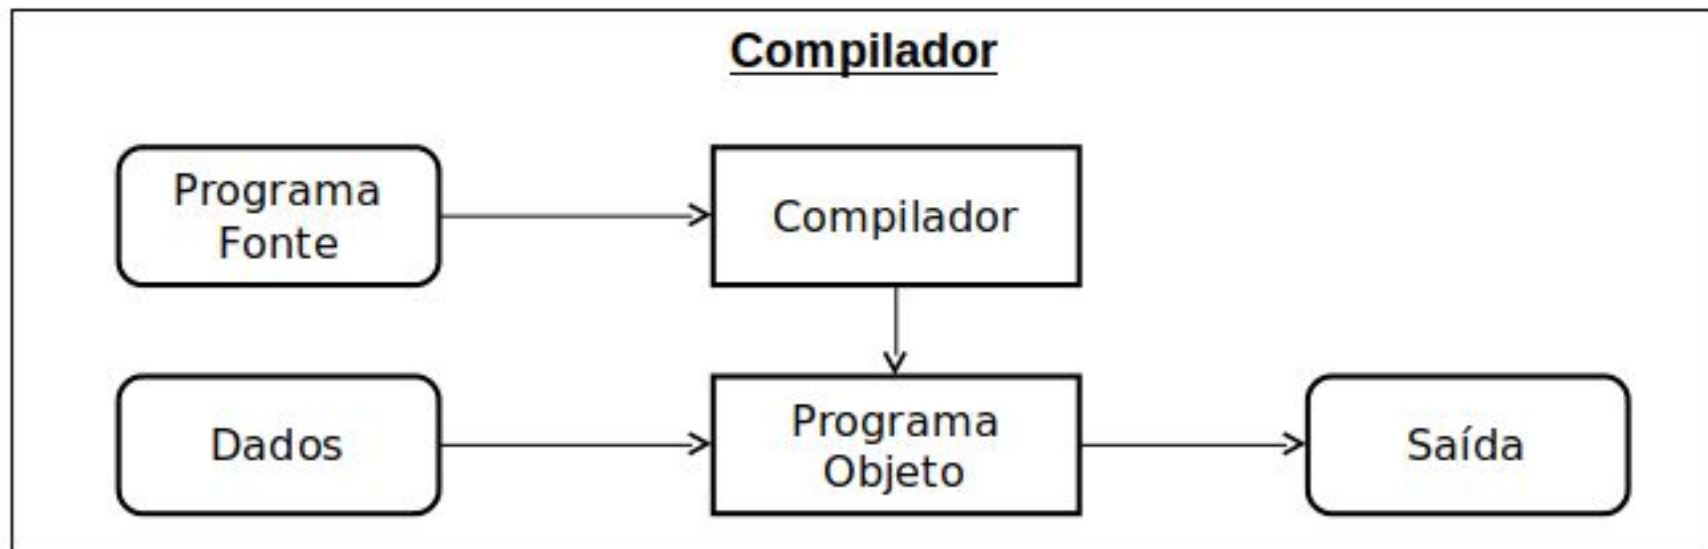 Compilador
Programa
Fonte
Compilador
Dados
Programa
Objeto
Saída